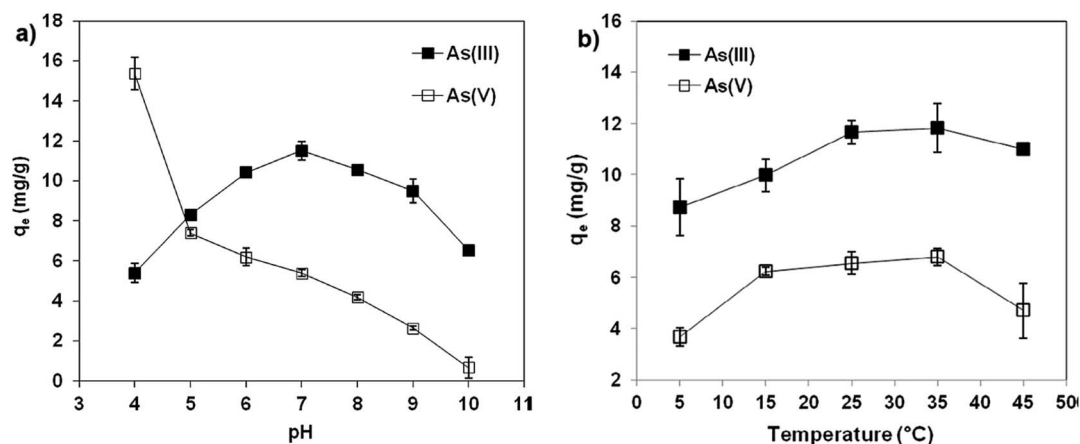 a)
As(III)
As(V)
qe (mg/g)
18
16
14
12
10
8
6
4
2
0
3 4 5 6 7 8 9 10 11
pH
b)
As(III)
As(V)
qe (mg/g)
16
14
12
10
8
6
4
2
0 5 10 15 20 25 30 35 40 45 50
Temperature (°C)